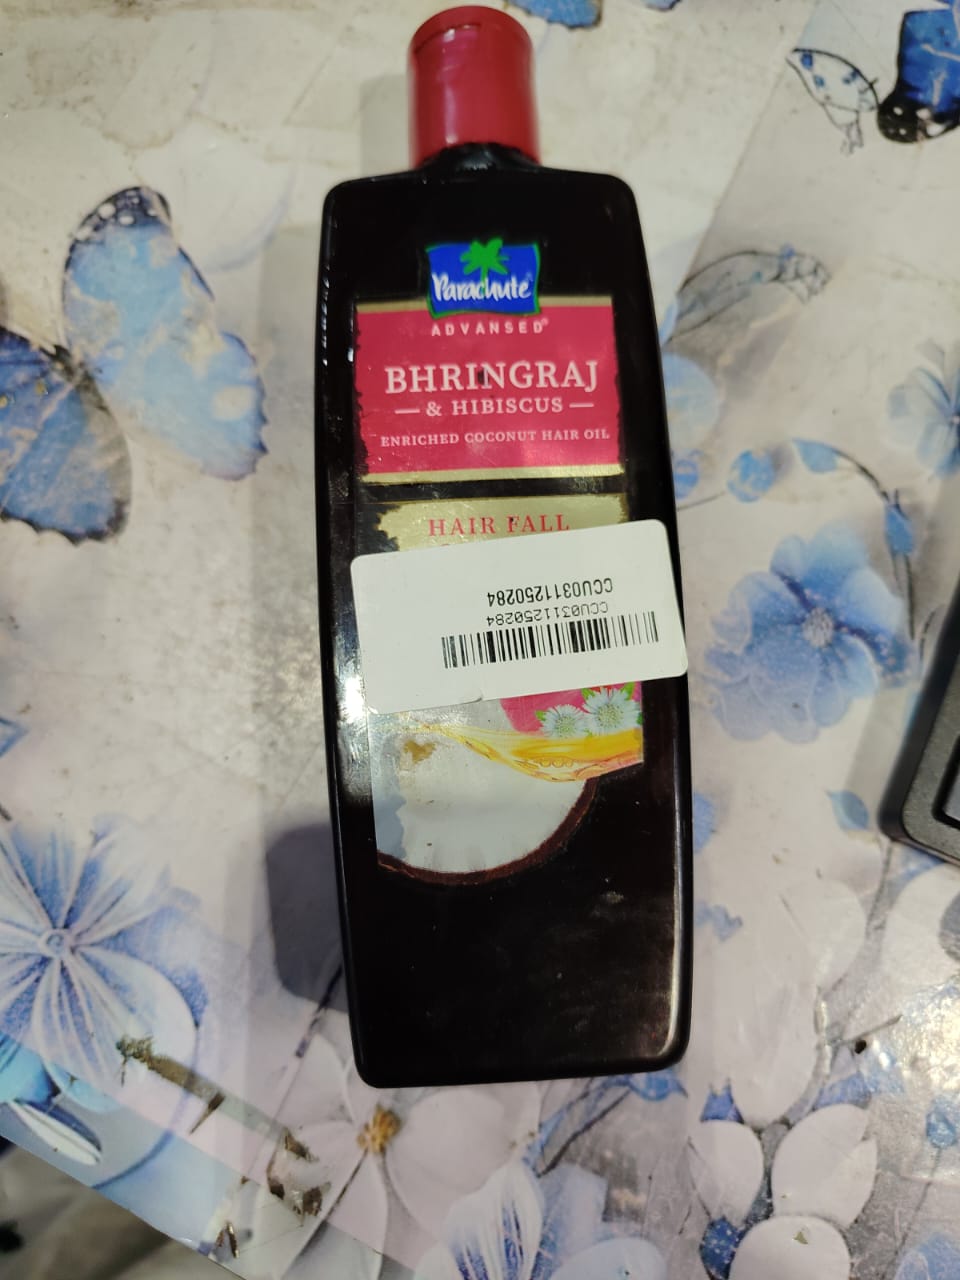 Parachute
ADVANSED®
BHRINGRAJ
— & HIBISCUS —
ENRICHED COCONUT HAIR OIL
HAIR FALL
CCU0311250284
CCU0311250284